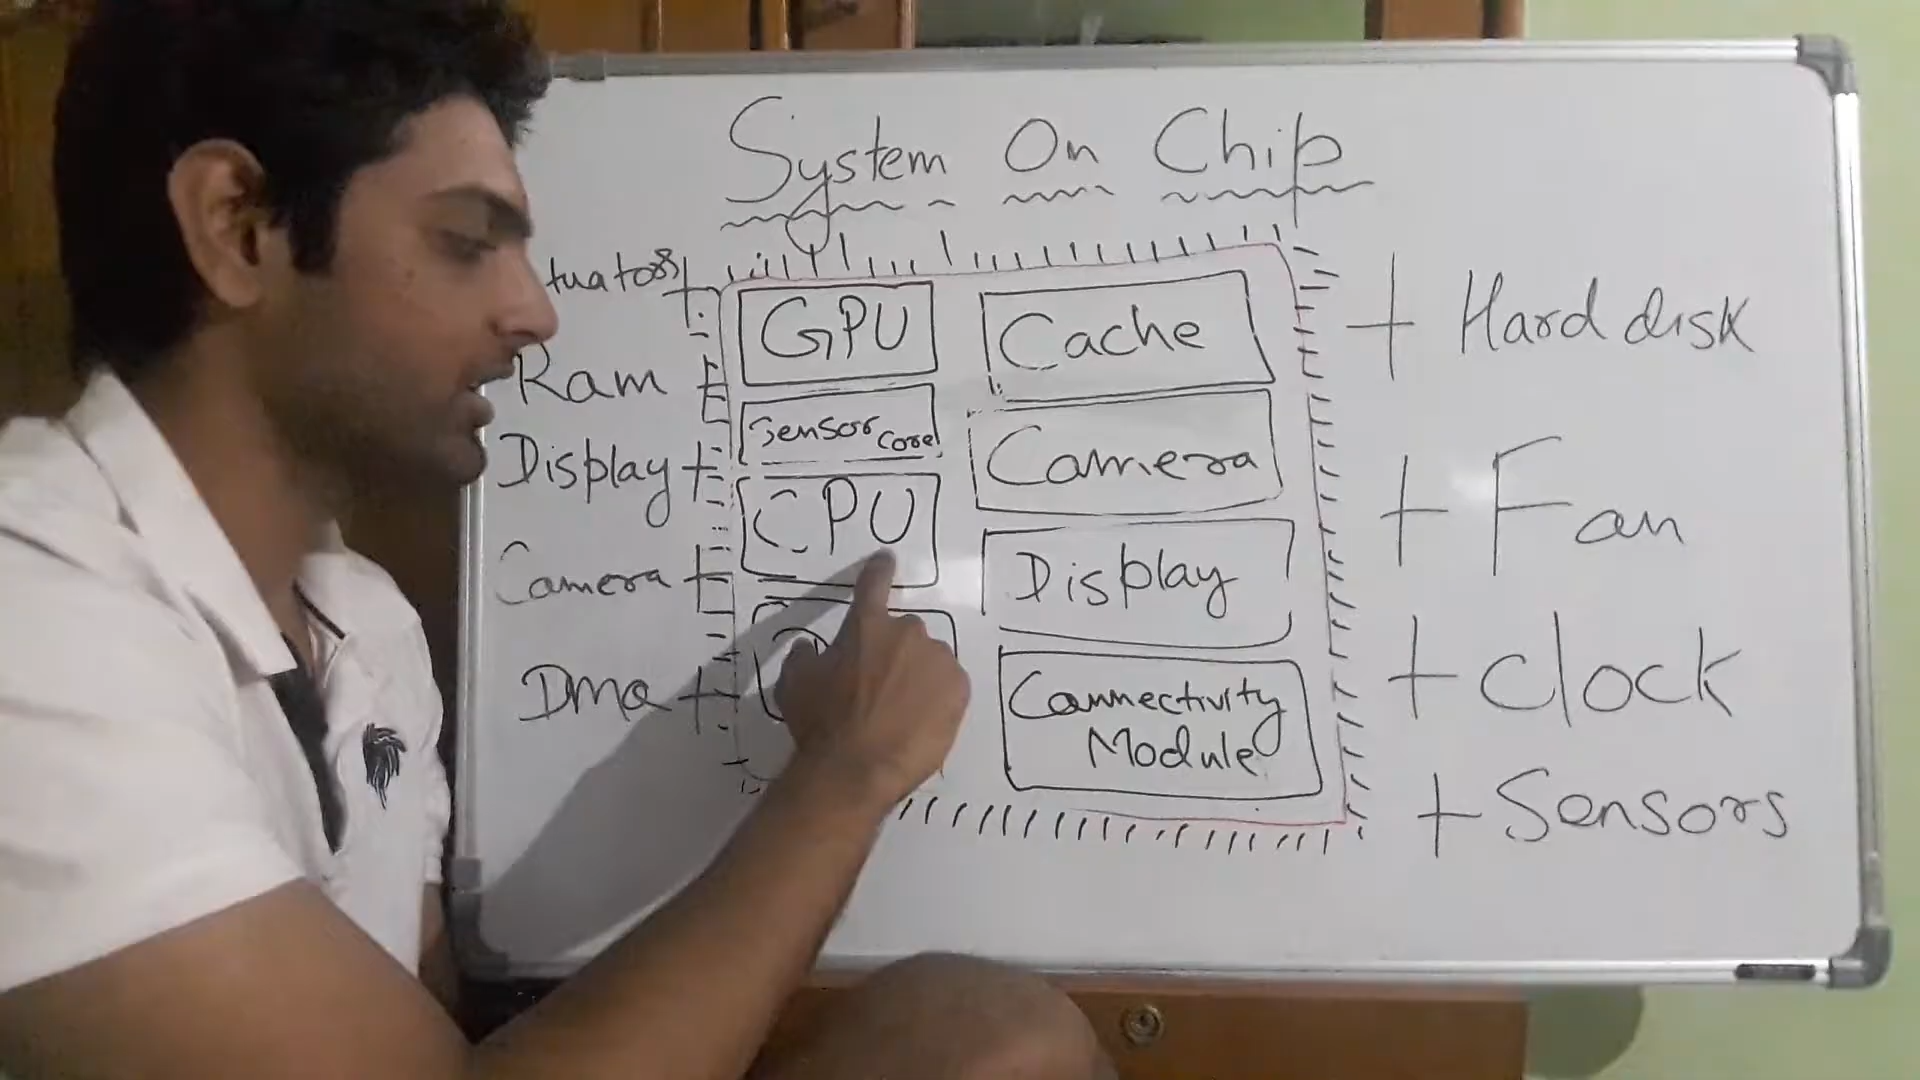 System On Chip
tuators
Ram
Display
Camera
Dma
GPU
Sensor Core
CPU
Cache
Camera
Display
Connectivity
Module
+ Hard disk
+ Fan
+ Clock
+ Sensors